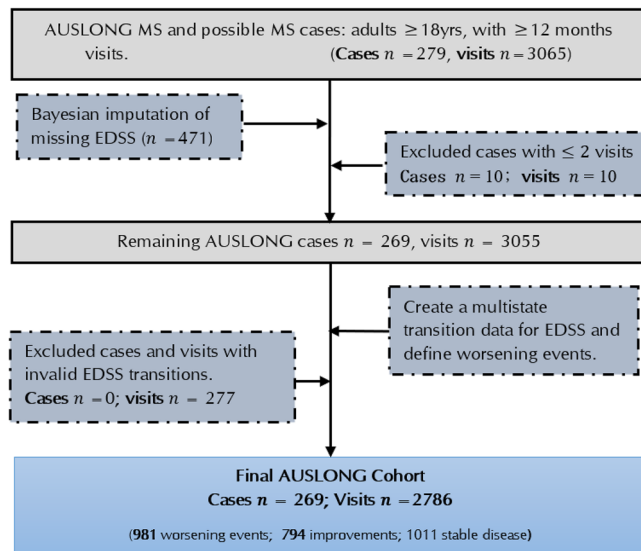 AUSLONG MS and possible MS cases: adults ≥18yrs, with ≥12 months
visits. (Cases n =279, visits n=3065)
Bayesian imputation of
missing EDSS (n =471)
Excluded cases with ≤ 2 visits
Cases n=10; visits n=10
Remaining AUSLONG cases n = 269, visits n = 3055
Create a multistate
transition data for EDSS and
define worsening events.
Excluded cases and visits with
invalid EDSS transitions.
Cases n=0; visits n = 277
Final AUSLONG Cohort
Cases n = 269; Visits n=2786
(981 worsening events; 794 improvements; 1011 stable disease)